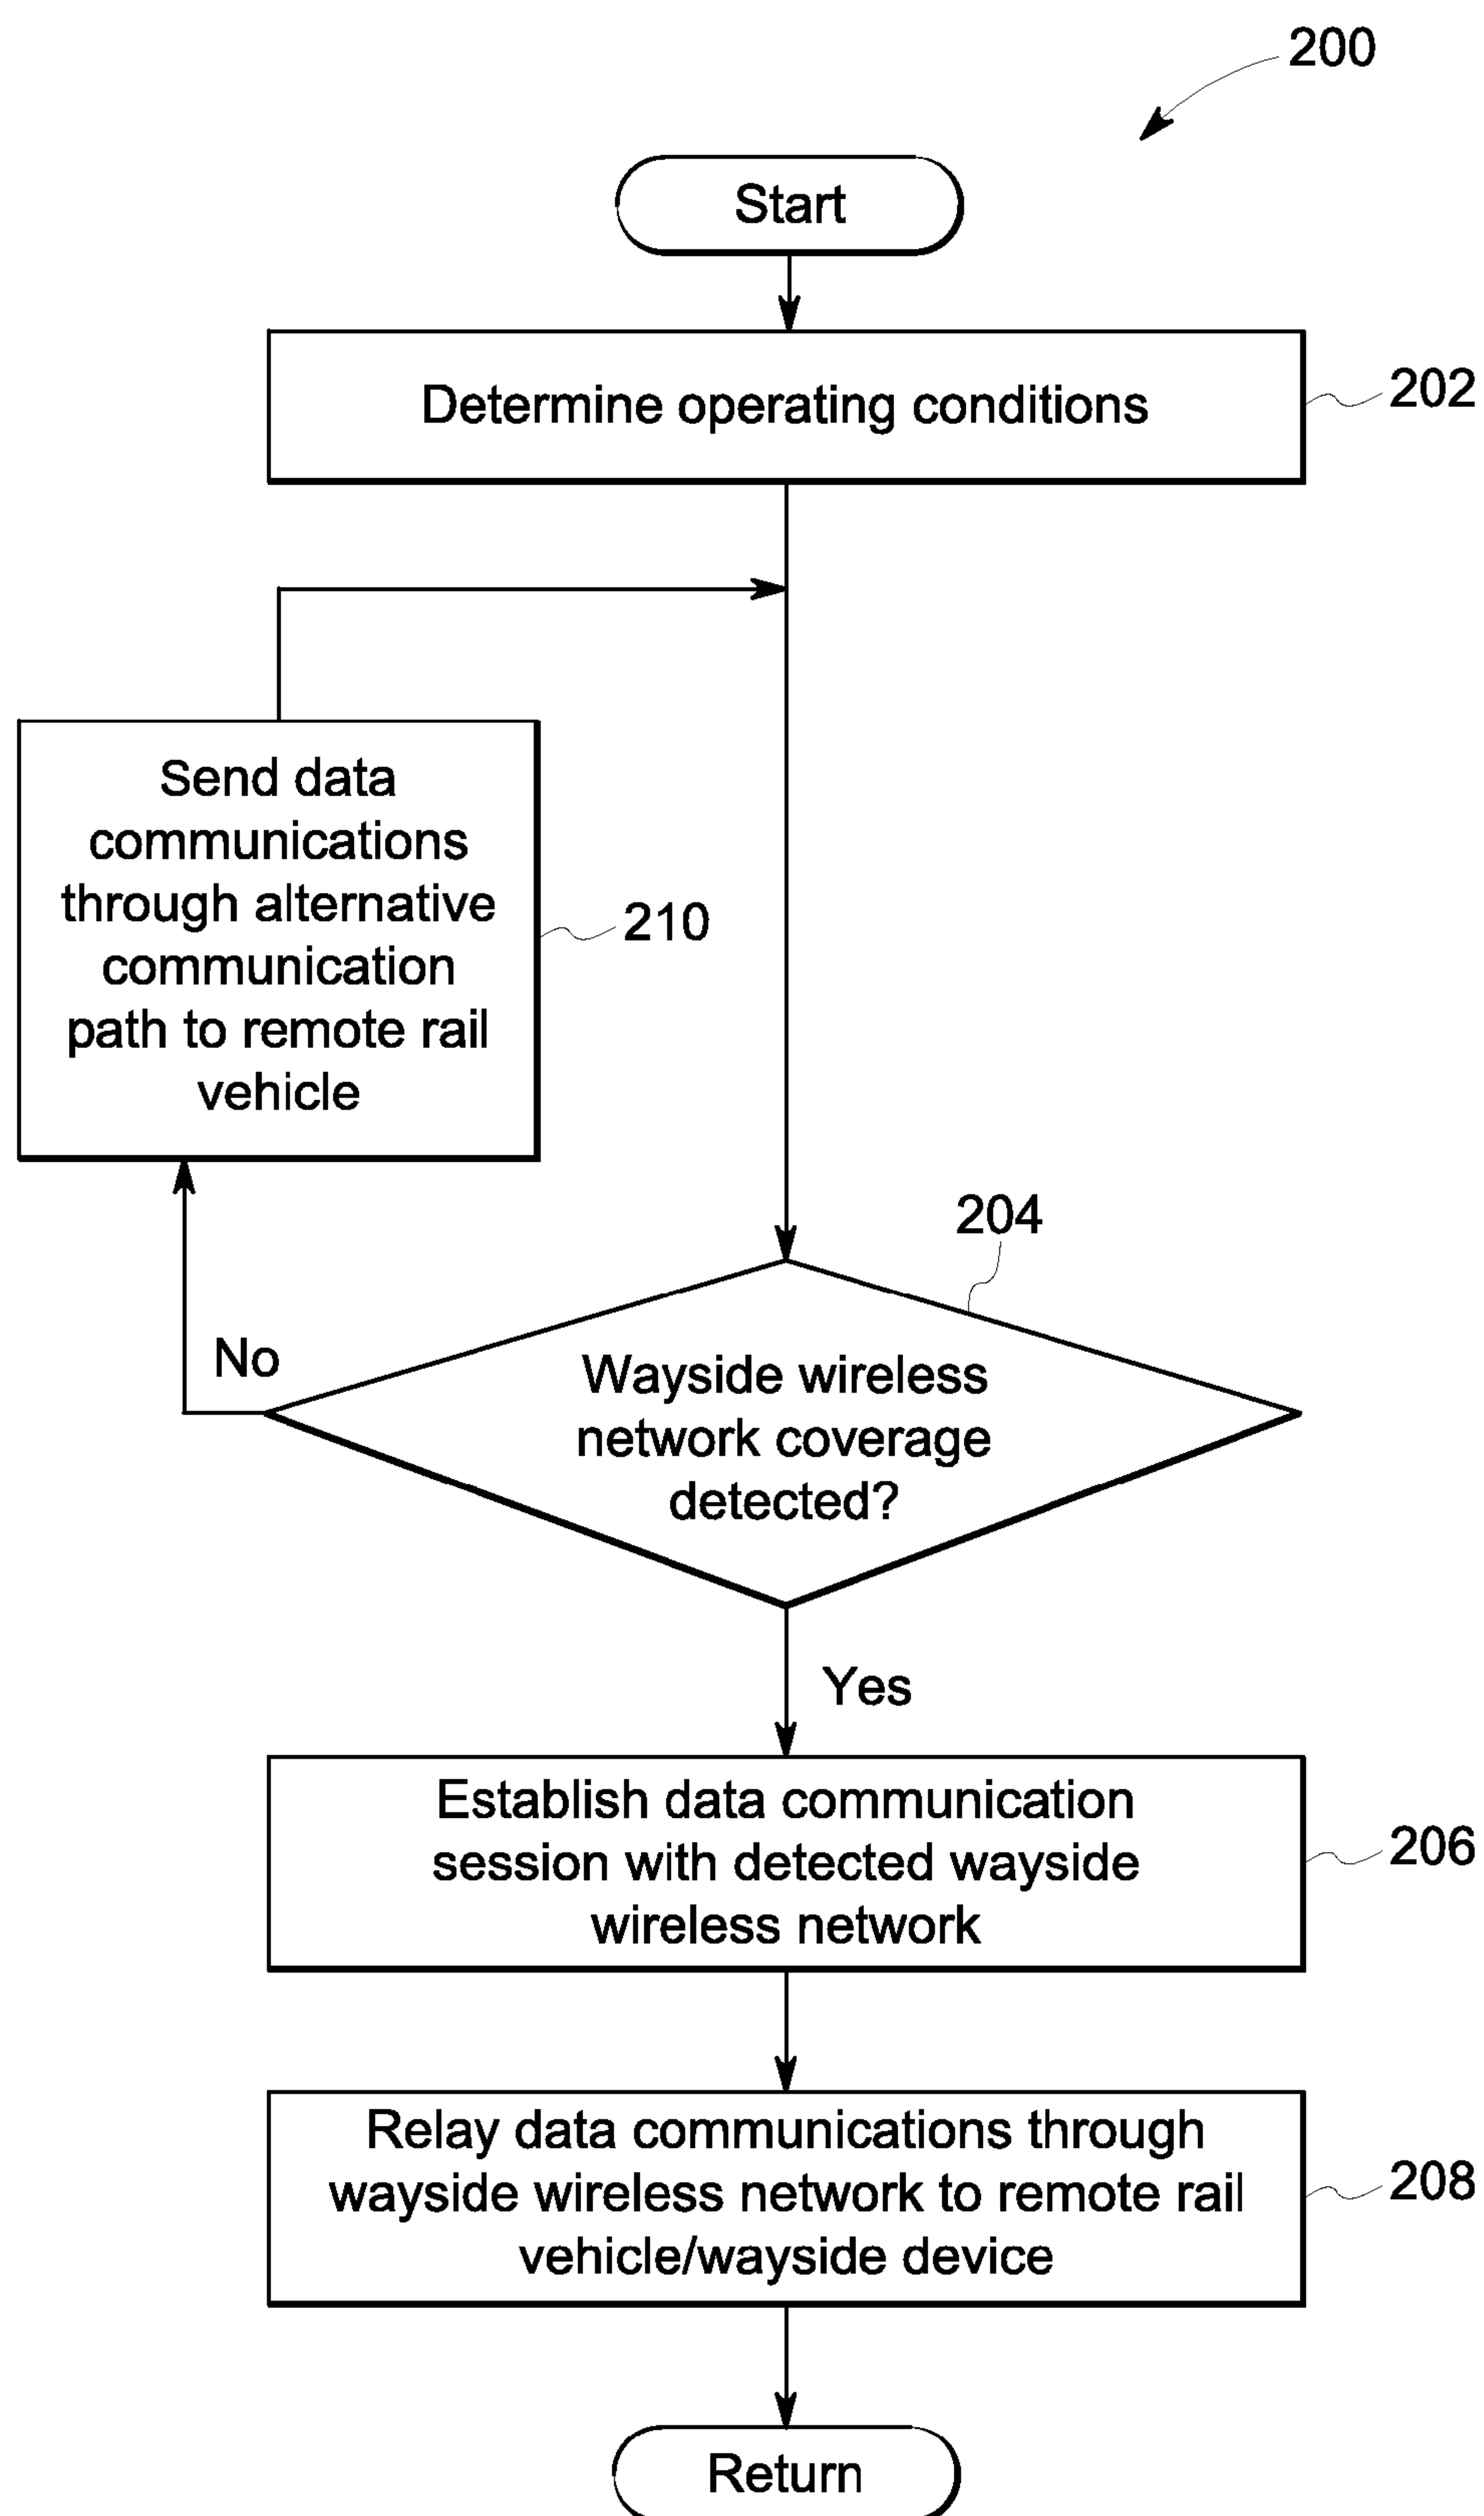 200
Start
Determine operating conditions
202
Send data
communications
through alternative
communication
path to remote rail
vehicle
210
204
No
Wayside wireless
network coverage
detected?
Yes
Establish data communication
session with detected wayside
wireless network
206
Relay data communications through
wayside wireless network to remote rail
vehicle/wayside device
208
Return